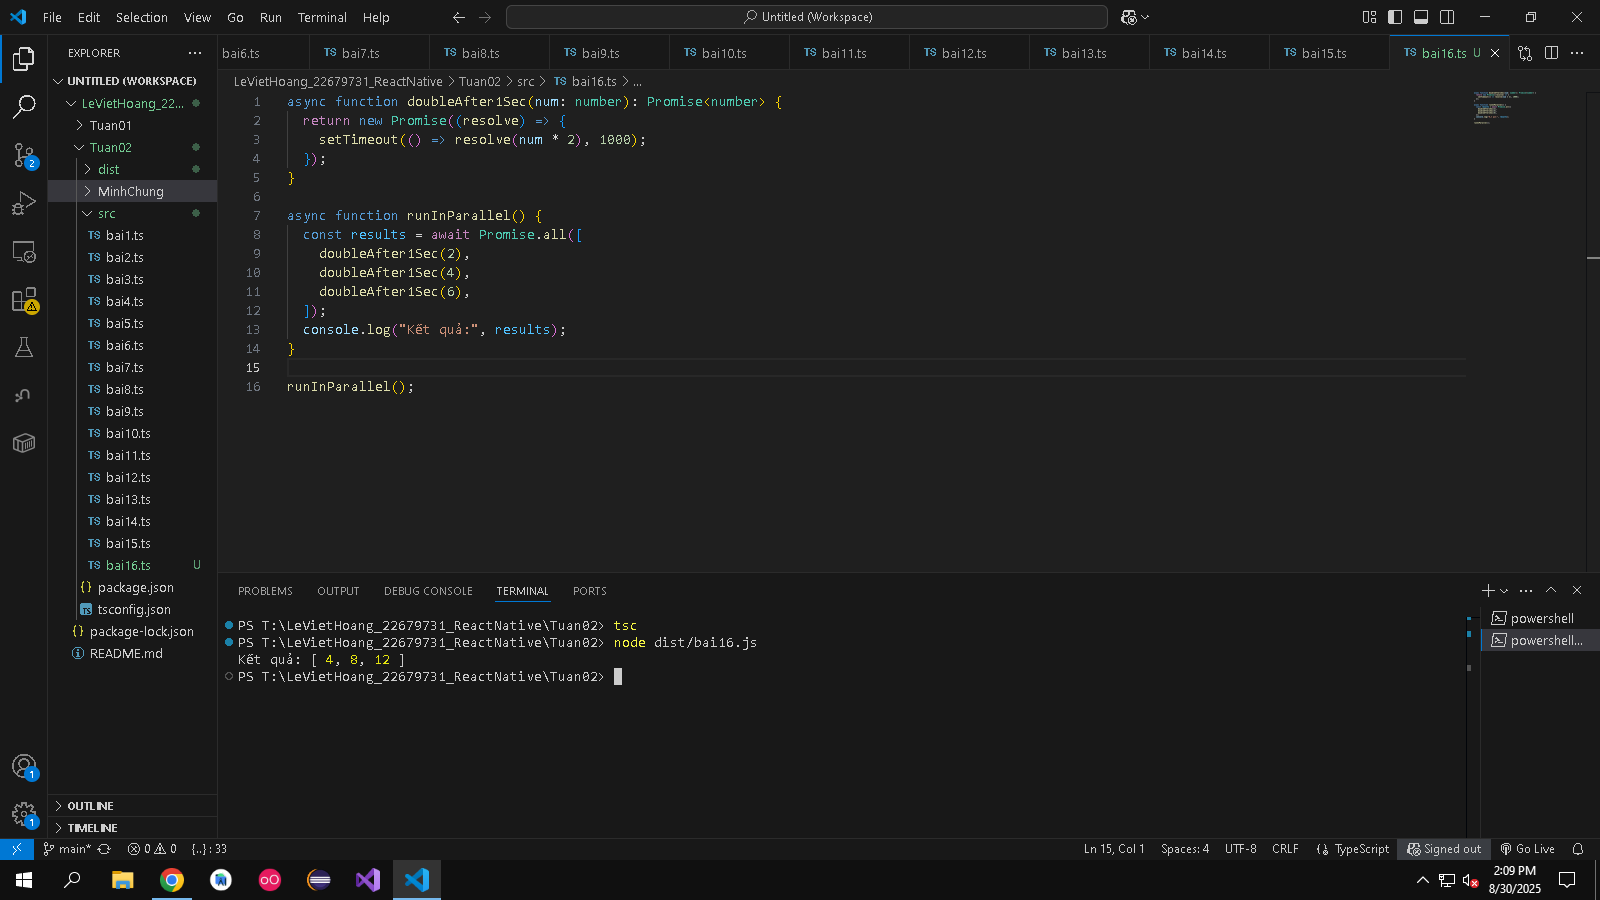 File Edit Selection View Go Run Terminal Help
Untitled (Workspace)
EXPLORER
UNTITLED (WORKSPACE)
LeVietHoang_22...
Tuan01
Tuan02
dist
MinhChung
src
TS bai1.ts
TS bai2.ts
TS bai3.ts
TS bai4.ts
TS bai5.ts
TS bai6.ts
TS bai7.ts
TS bai8.ts
TS bai9.ts
TS bai10.ts
TS bai11.ts
TS bai12.ts
TS bai13.ts
TS bai14.ts
TS bai15.ts
TS bai16.ts U
{} package.json
TS tsconfig.json
{} package-lock.json
README.md
OUTLINE
TIMELINE
bai6.ts TS bai7.ts TS bai8.ts TS bai9.ts TS bai10.ts TS bai11.ts TS bai12.ts TS bai13.ts TS bai14.ts TS bai15.ts TS bai16.ts U
LeVietHoang_22679731_ReactNative > Tuan02 > src > TS bai16.ts > ...
1 async function doubleAfter1Sec(num: number): Promise<number> {
2 return new Promise((resolve) => {
3 setTimeout(() => resolve(num * 2), 1000);
4 });
5 }
6
7 async function runInParallel() {
8 const results = await Promise.all([
9 doubleAfter1Sec(2),
10 doubleAfter1Sec(4),
11 doubleAfter1Sec(6),
12 ]);
13 console.log("Kết quả:", results);
14 }
15
16 runInParallel();
PROBLEMS OUTPUT DEBUG CONSOLE TERMINAL PORTS
PS T:\LeVietHoang_22679731_ReactNative\Tuan02> tsc
PS T:\LeVietHoang_22679731_ReactNative\Tuan02> node dist/bai16.js
Kết quả: [ 4, 8, 12 ]
PS T:\LeVietHoang_22679731_ReactNative\Tuan02>
powershell
powershell...
2
1
1
main* 0 0 {..} : 33
Ln 15, Col 1 Spaces: 4 UTF-8 CRLF TypeScript Signed out Go Live
2:09 PM
8/30/2025